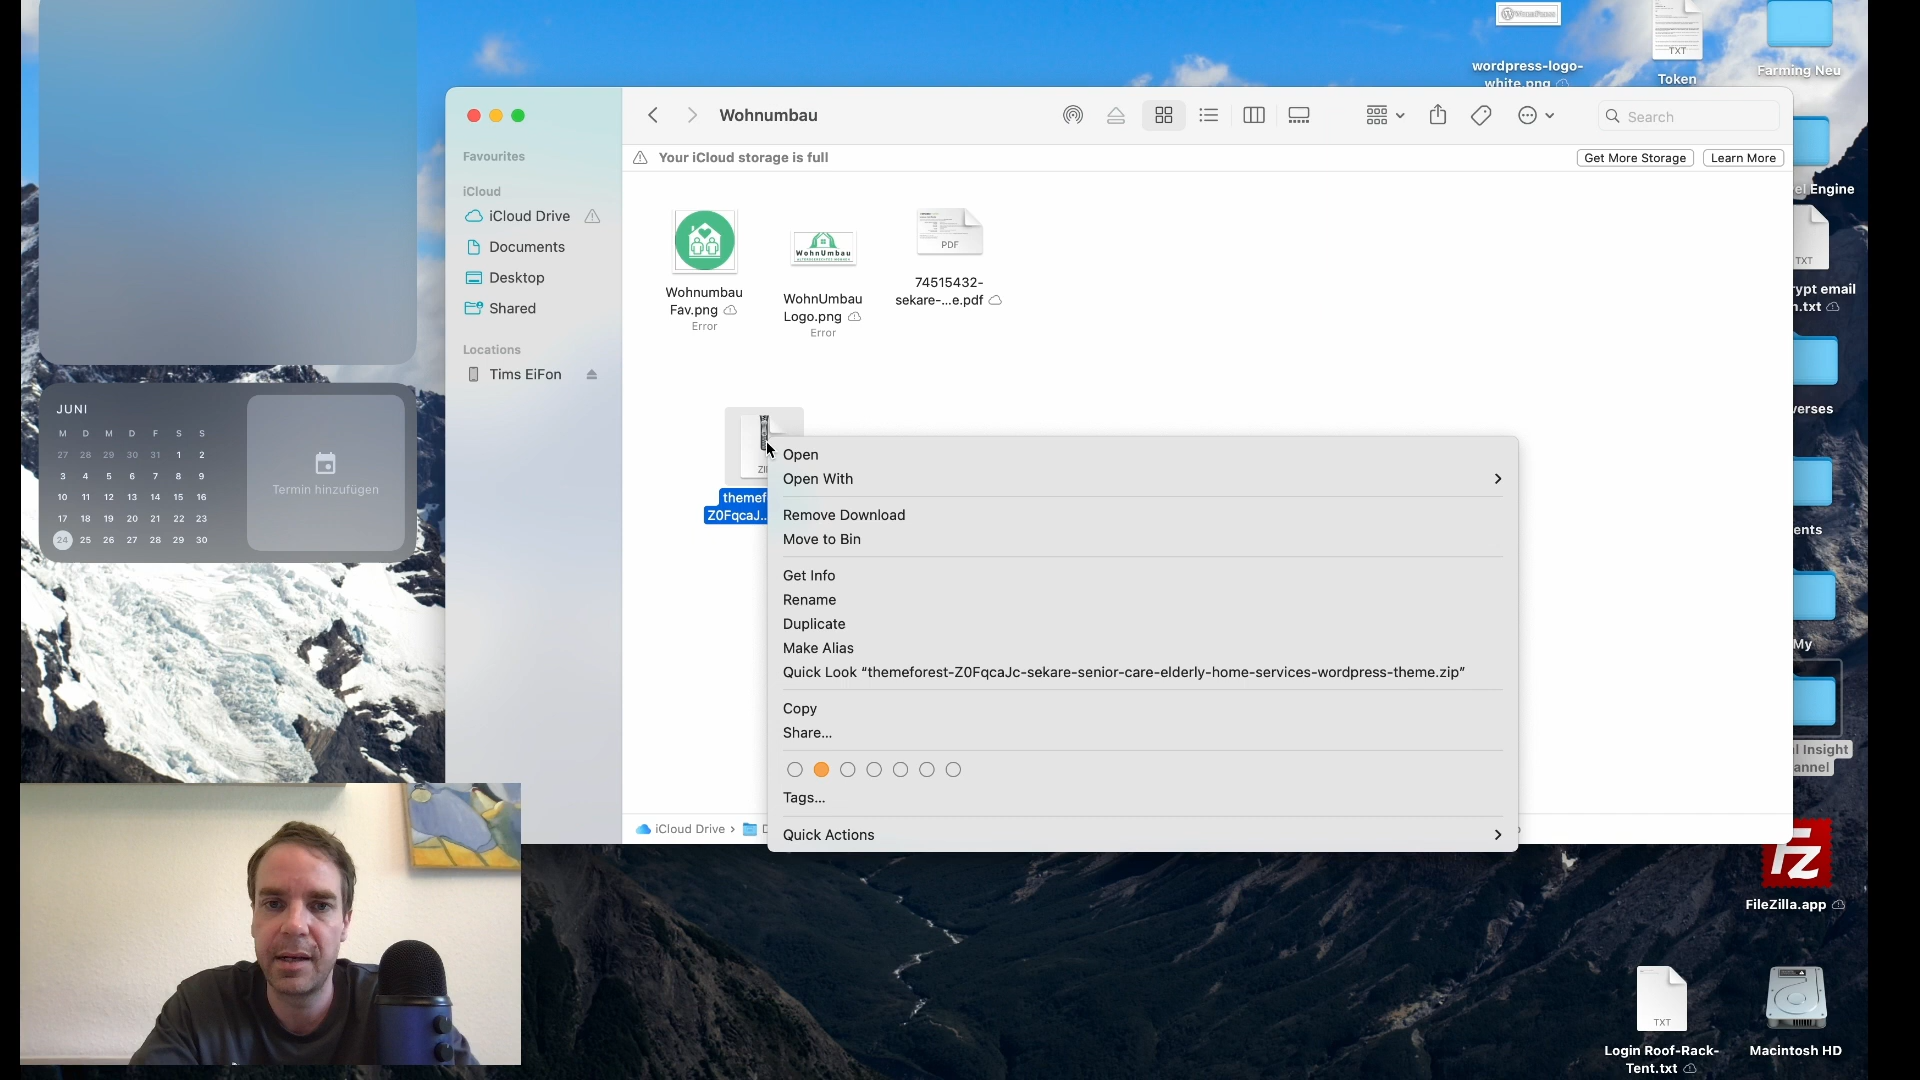 wordpress-logo-
white.png
TXT
Token
Farming Neu
Wohnumbau
Search
Favourites
Your iCloud storage is full
Get More Storage
Learn More
iCloud
iCloud Drive
Documents
Desktop
Shared
Locations
Tims EiFon
Wohnumbau
Fav.png
Error
WohnUmbau
WohnUmbau
Logo.png
Error
PDF
74515432-
sekare-...e.pdf
el Engine
TXT
rypt email
n.txt
verses
ents
My
l Insight
annel
JUNI
M D M D F S S
27 28 29 30 31 1 2
3 4 5 6 7 8 9
10 11 12 13 14 15 16
17 18 19 20 21 22 23
24 25 26 27 28 29 30
Termin hinzufügen
ZI
themef
Z0FqcaJ..
Open
Open With
Remove Download
Move to Bin
Get Info
Rename
Duplicate
Make Alias
Quick Look “themeforest-Z0FqcaJc-sekare-senior-care-elderly-home-services-wordpress-theme.zip”
Copy
Share...
Tags...
Quick Actions
iCloud Drive › D
FZ
FileZilla.app
TXT
Login Roof-Rack-
Tent.txt
Macintosh HD